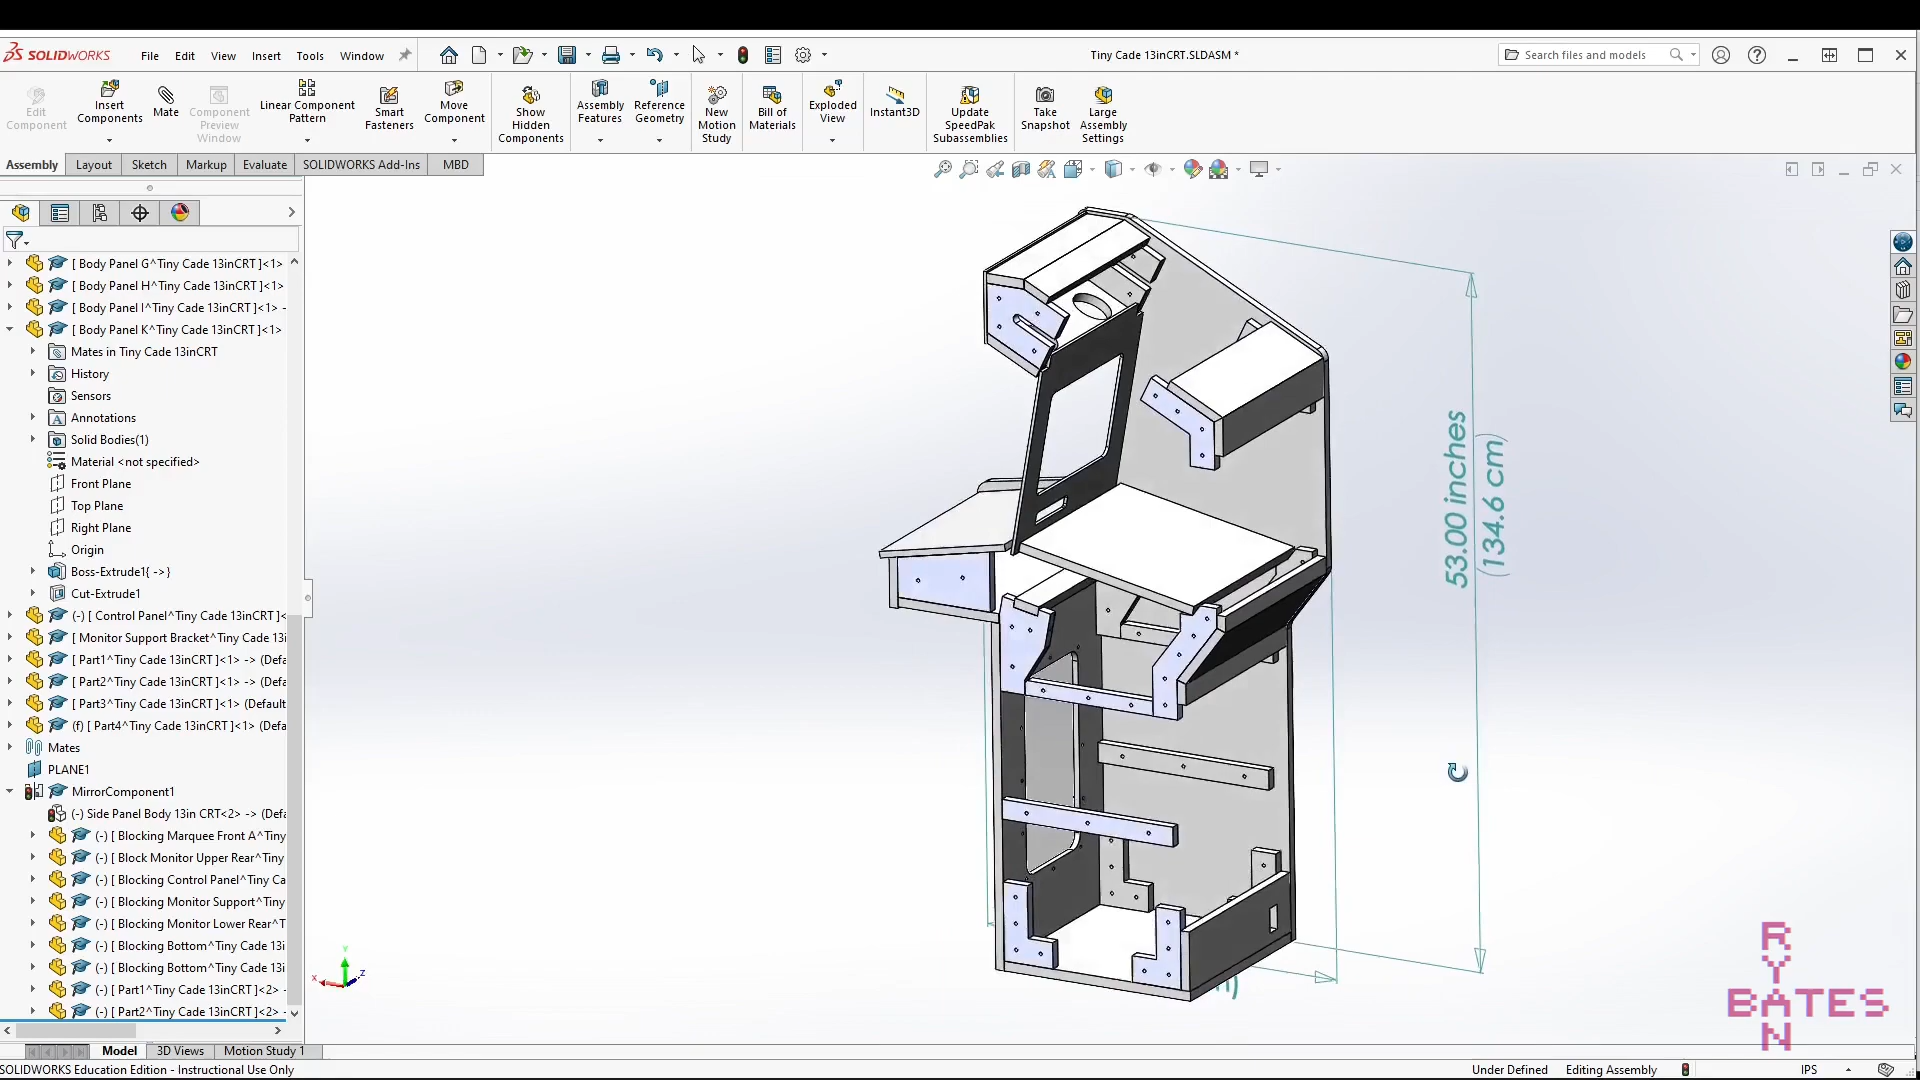 SOLIDWORKS File Edit View Insert Tools Window Tiny Cade 13inCRT.SLDASM * Search files and models
Edit Component
Insert Components
Mate
Component Preview Window
Linear Component Pattern
Smart Fasteners
Move Component
Show Hidden Components
Assembly Features
Reference Geometry
New Motion Study
Bill of Materials
Exploded View
Instant3D
Update SpeedPak Subassemblies
Take Snapshot
Large Assembly Settings
Assembly Layout Sketch Markup Evaluate SOLIDWORKS Add-Ins MBD
[ Body Panel G^Tiny Cade 13inCRT ]<1>
[ Body Panel H^Tiny Cade 13inCRT ]<1>
[ Body Panel I^Tiny Cade 13inCRT ]<1> -
[ Body Panel K^Tiny Cade 13inCRT ]<1>
Mates in Tiny Cade 13inCRT
History
Sensors
Annotations
Solid Bodies(1)
Material <not specified>
Front Plane
Top Plane
Right Plane
Origin
Boss-Extrude1{ ->}
Cut-Extrude1
(-) [ Control Panel^Tiny Cade 13inCRT ]<
[ Monitor Support Bracket^Tiny Cade 13i
[ Part1^Tiny Cade 13inCRT ]<1> -> (Defa
[ Part2^Tiny Cade 13inCRT ]<1> -> (Defa
[ Part3^Tiny Cade 13inCRT ]<1> (Default
(f) [ Part4^Tiny Cade 13inCRT ]<1> (Defa
Mates
PLANE1
MirrorComponent1
(-) Side Panel Body 13in CRT<2> -> (Defa
(-) [ Blocking Marquee Front A^Tiny
(-) [ Block Monitor Upper Rear^Tiny
(-) [ Blocking Control Panel^Tiny Ca
(-) [ Blocking Monitor Support^Tiny
(-) [ Blocking Monitor Lower Rear^T
(-) [ Blocking Bottom^Tiny Cade 13i
(-) [ Blocking Bottom^Tiny Cade 13i
(-) [ Part1^Tiny Cade 13inCRT ]<2> -
(-) [ Part2^Tiny Cade 13inCRT ]<2> -
53.00 inches
(134.6 cm)
X Y Z
RYAN
BATES
Model 3D Views Motion Study 1
SOLIDWORKS Education Edition - Instructional Use Only Under Defined Editing Assembly IPS